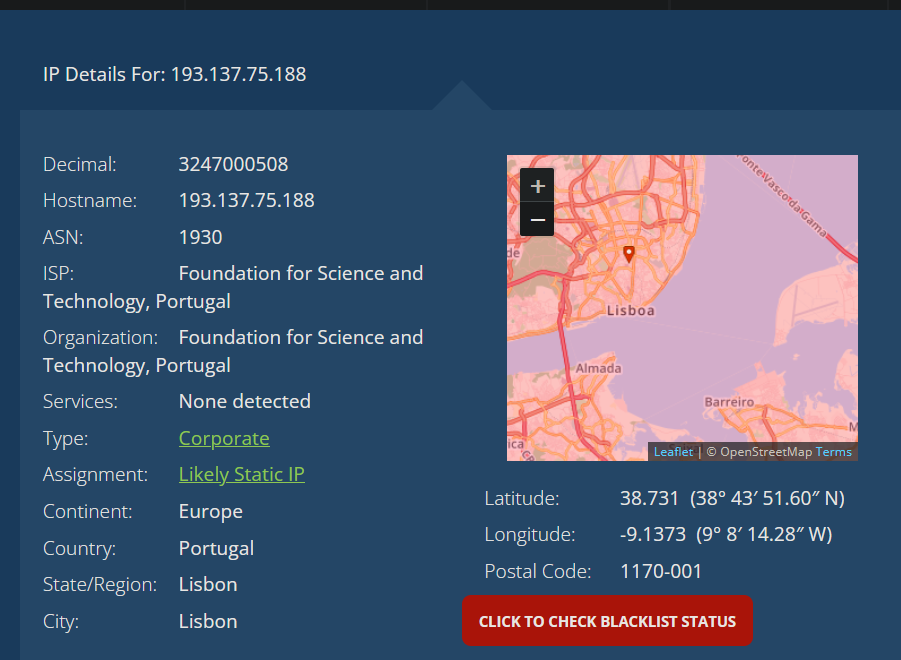 IP Details For: 193.137.75.188
Decimal: 3247000508
Hostname: 193.137.75.188
ASN: 1930
ISP: Foundation for Science and
Technology, Portugal
Organization: Foundation for Science and
Technology, Portugal
Services: None detected
Type: Corporate
Assignment: Likely Static IP
Continent: Europe
Country: Portugal
State/Region: Lisbon
City: Lisbon
+
−
Ponte Vasco da Gama
de
Lisboa
Almada
Barreiro
ica
M
Leaflet | © OpenStreetMap Terms
Latitude: 38.731 (38° 43′ 51.60″ N)
Longitude: -9.1373 (9° 8′ 14.28″ W)
Postal Code: 1170-001
CLICK TO CHECK BLACKLIST STATUS